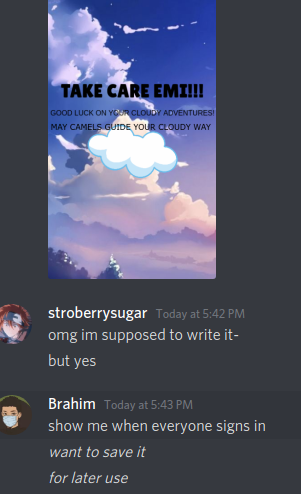 TAKE CARE EMI!!!
GOOD LUCK ON YOUR CLOUDY ADVENTURES!
MAY CAMELS GUIDE YOUR CLOUDY WAY
stroberrysugar Today at 5:42 PM
omg im supposed to write it-
but yes
Brahim Today at 5:43 PM
show me when everyone signs in
want to save it
for later use